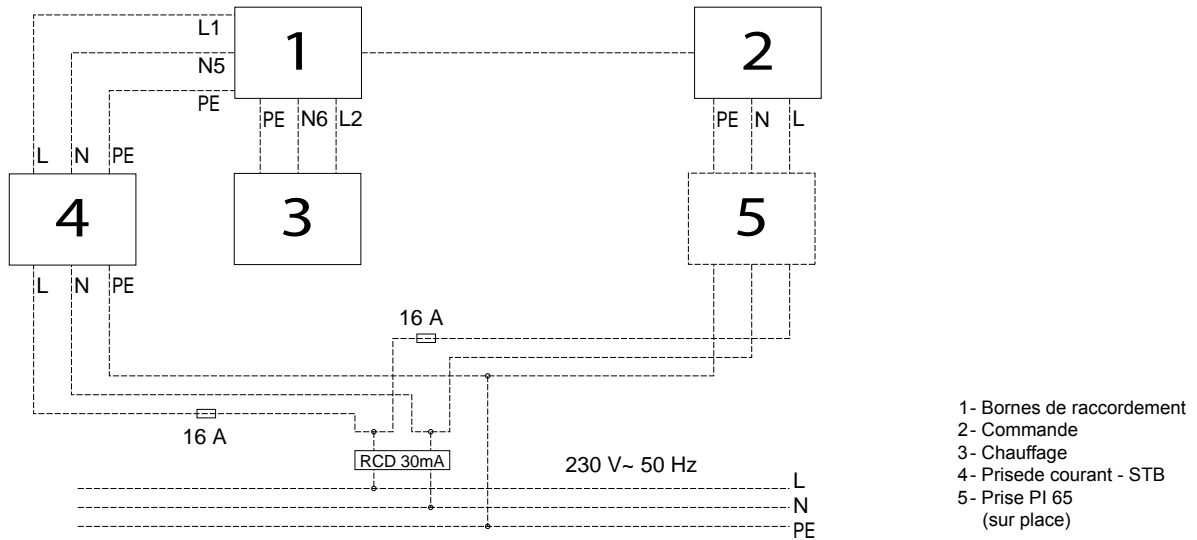 L1
1
2
N5
PE
PE N6 L2
PE N L
L N PE
4
3
5
L N PE
16 A
16 A
RCD 30mA
230 V~ 50 Hz
L
N
PE
1- Bornes de raccordement
2- Commande
3- Chauffage
4- Prisede courant - STB
5- Prise PI 65
(sur place)